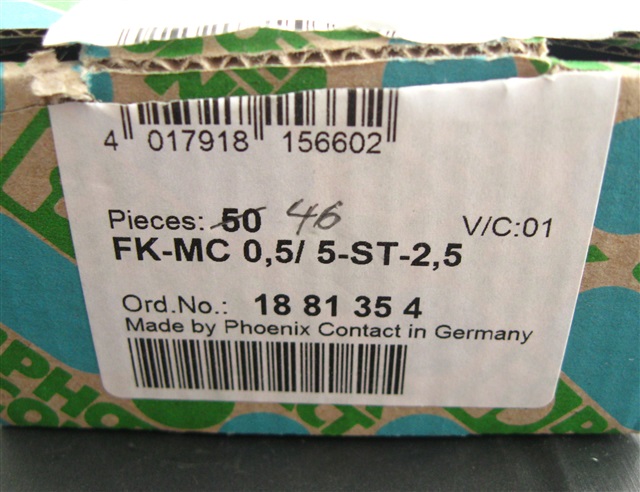 4 017918 156602
Pieces: 50 46 V/C:01
FK-MC 0,5/ 5-ST-2,5
Ord.No.: 18 81 35 4
Made by Phoenix Contact in Germany